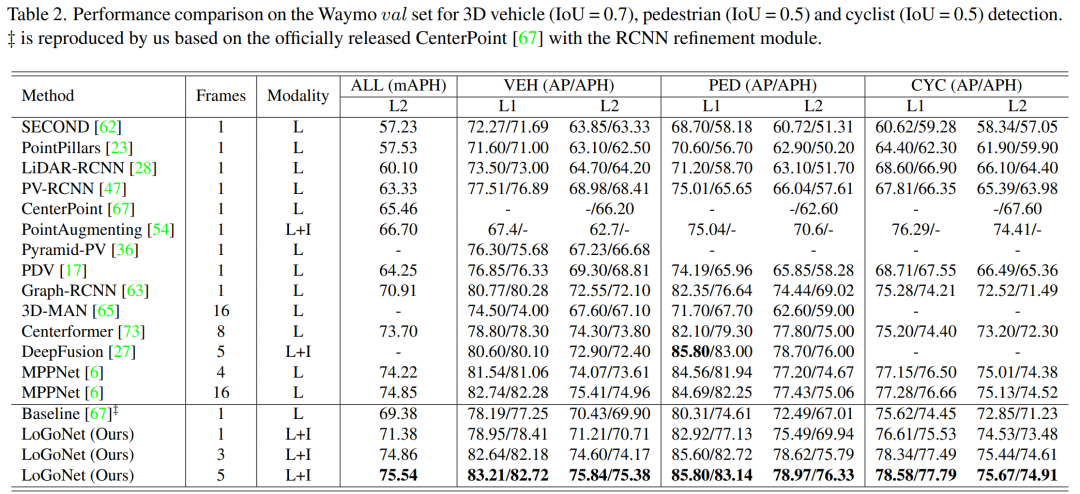 Table 2. Performance comparison on the Waymo val set for 3D vehicle (IoU = 0.7), pedestrian (IoU = 0.5) and cyclist (IoU = 0.5) detection.
‡ is reproduced by us based on the officially released CenterPoint [67] with the RCNN refinement module.
Method Frames Modality ALL (mAPH) VEH (AP/APH) PED (AP/APH) CYC (AP/APH)
L2 L1 L2 L1 L2 L1 L2
SECOND [62] 1 L 57.23 72.27/71.69 63.85/63.33 68.70/58.18 60.72/51.31 60.62/59.28 58.34/57.05
PointPillars [23] 1 L 57.53 71.60/71.00 63.10/62.50 70.60/56.70 62.90/50.20 64.40/62.30 61.90/59.90
LiDAR-RCNN [28] 1 L 60.10 73.50/73.00 64.70/64.20 71.20/58.70 63.10/51.70 68.60/66.90 66.10/64.40
PV-RCNN [47] 1 L 63.33 77.51/76.89 68.98/68.41 75.01/65.65 66.04/57.61 67.81/66.35 65.39/63.98
CenterPoint [67] 1 L 65.46 - -/66.20 - -/62.60 - -/67.60
PointAugmenting [54] 1 L+I 66.70 67.4/- 62.7/- 75.04/- 70.6/- 76.29/- 74.41/-
Pyramid-PV [36] 1 L - 76.30/75.68 67.23/66.68 - - - -
PDV [17] 1 L 64.25 76.85/76.33 69.30/68.81 74.19/65.96 65.85/58.28 68.71/67.55 66.49/65.36
Graph-RCNN [63] 1 L 70.91 80.77/80.28 72.55/72.10 82.35/76.64 74.44/69.02 75.28/74.21 72.52/71.49
3D-MAN [65] 16 L - 74.50/74.00 67.60/67.10 71.70/67.70 62.60/59.00 - -
Centerformer [73] 8 L 73.70 78.80/78.30 74.30/73.80 82.10/79.30 77.80/75.00 75.20/74.40 73.20/72.30
DeepFusion [27] 5 L+I - 80.60/80.10 72.90/72.40 85.80/83.00 78.70/76.00 - -
MPPNet [6] 4 L 74.22 81.54/81.06 74.07/73.61 84.56/81.94 77.20/74.67 77.15/76.50 75.01/74.38
MPPNet [6] 16 L 74.85 82.74/82.28 75.41/74.96 84.69/82.25 77.43/75.06 77.28/76.66 75.13/74.52
Baseline [67]‡ 1 L 69.38 78.19/77.25 70.43/69.90 80.31/74.61 72.49/67.01 75.62/74.45 72.85/71.23
LoGoNet (Ours) 1 L+I 71.38 78.95/78.41 71.21/70.71 82.92/77.13 75.49/69.94 76.61/75.53 74.53/73.48
LoGoNet (Ours) 3 L+I 74.86 82.64/82.18 74.60/74.17 85.60/82.72 78.62/75.79 78.34/77.49 75.44/74.61
LoGoNet (Ours) 5 L+I 75.54 83.21/82.72 75.84/75.38 85.80/83.14 78.97/76.33 78.58/77.79 75.67/74.91